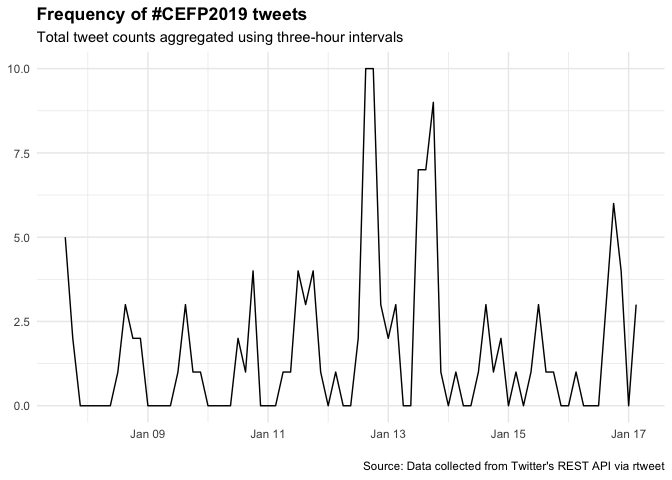 Frequency of #CEFP2019 tweets
Total tweet counts aggregated using three-hour intervals
10.0
7.5
5.0
2.5
0.0
Jan 09 Jan 11 Jan 13 Jan 15 Jan 17
Source: Data collected from Twitter's REST API via rtweet